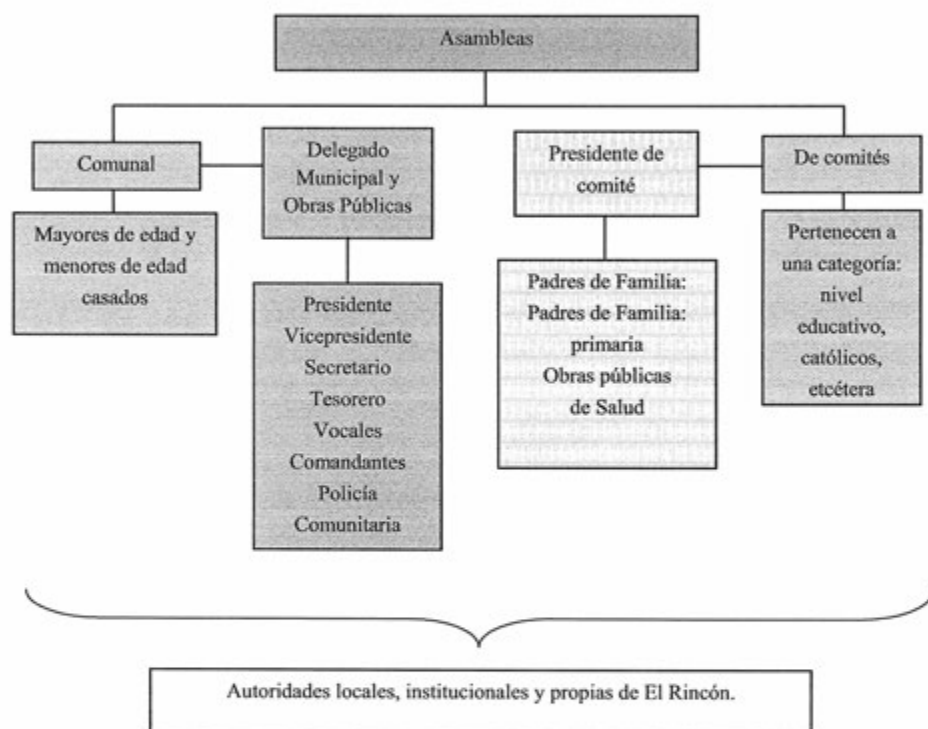 Asambleas
Comunal
Delegado
Municipal y
Obras Públicas
Presidente de
comité
De comités
Mayores de edad y
menores de edad
casados
Presidente
Vicepresidente
Secretario
Tesorero
Vocales
Comandantes
Policía
Comunitaria
Padres de Familia:
Padres de Familia:
primaria
Obras públicas
de Salud
Pertenecen a
una categoría:
nivel
educativo,
católicos,
etcétera
Autoridades locales, institucionales y propias de El Rincón.